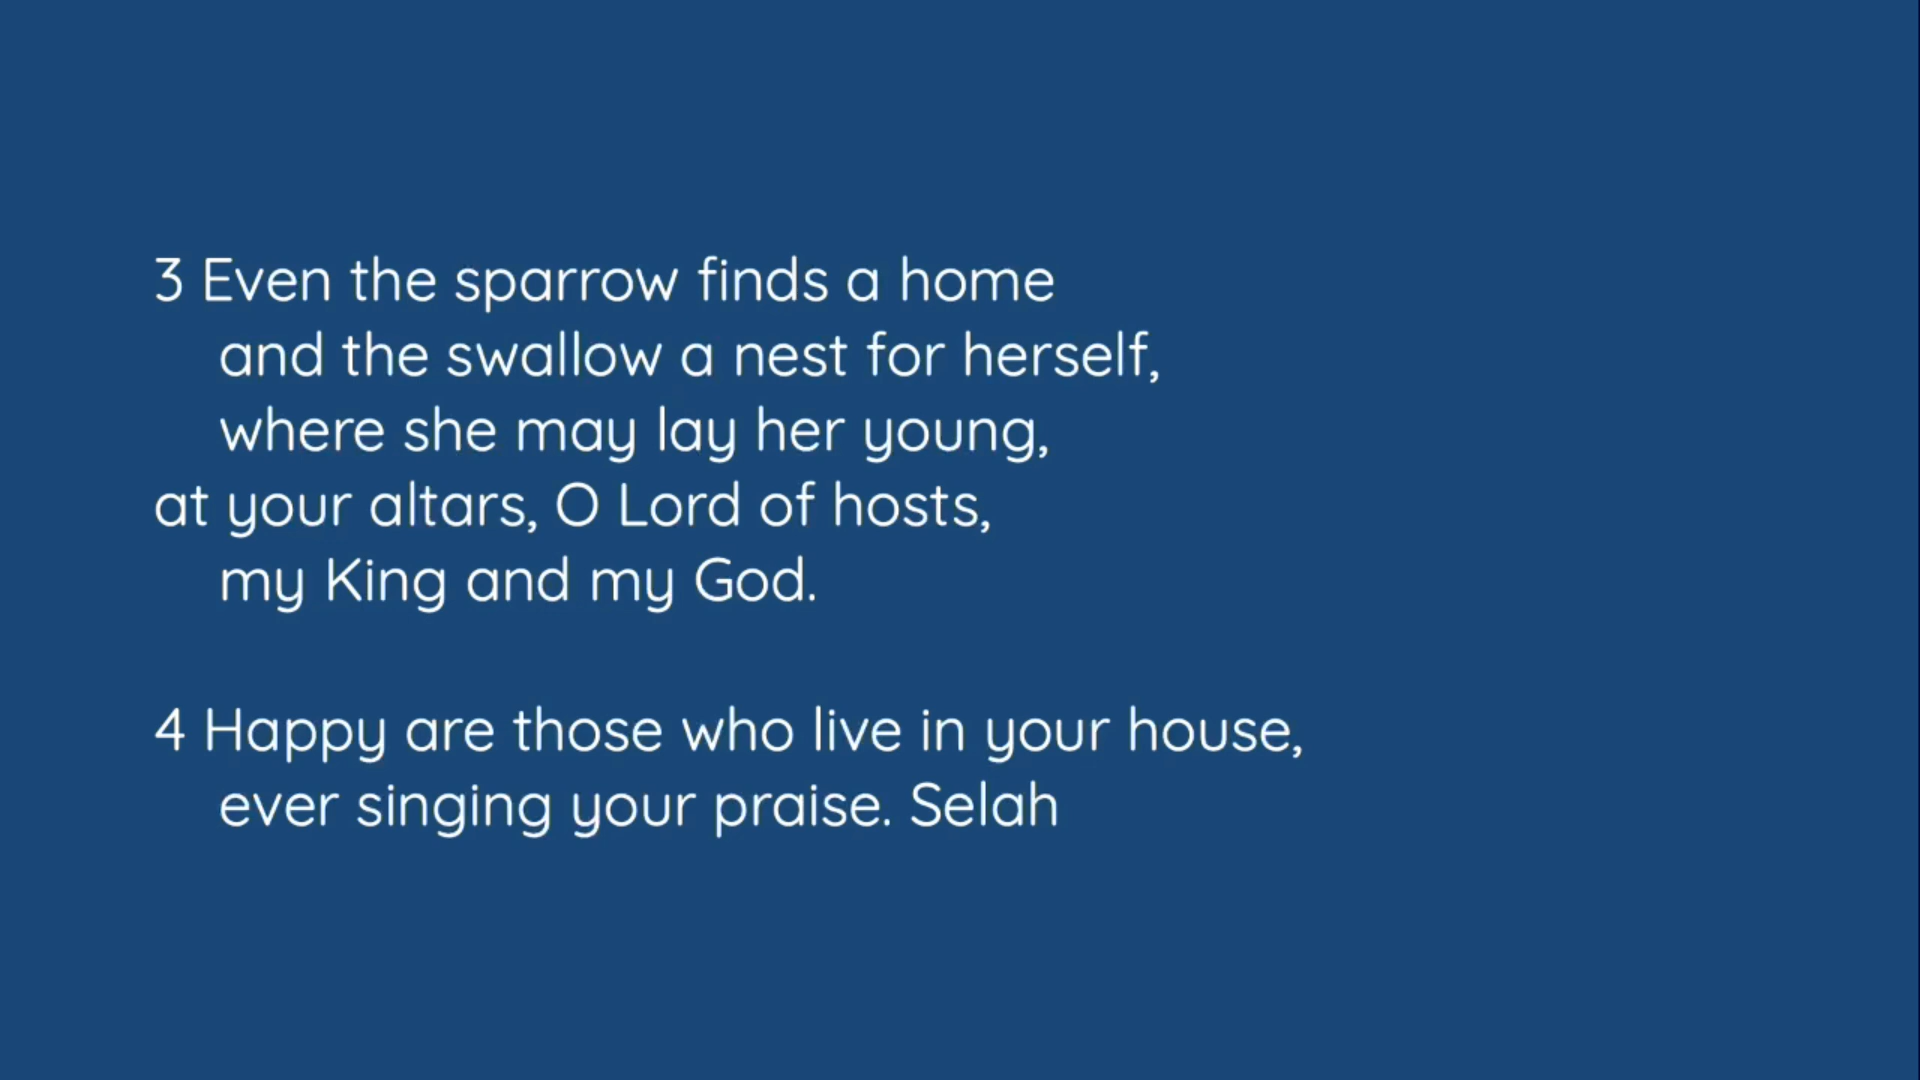 3 Even the sparrow finds a home
and the swallow a nest for herself,
where she may lay her young,
at your altars, O Lord of hosts,
my King and my God.
4 Happy are those who live in your house,
ever singing your praise. Selah